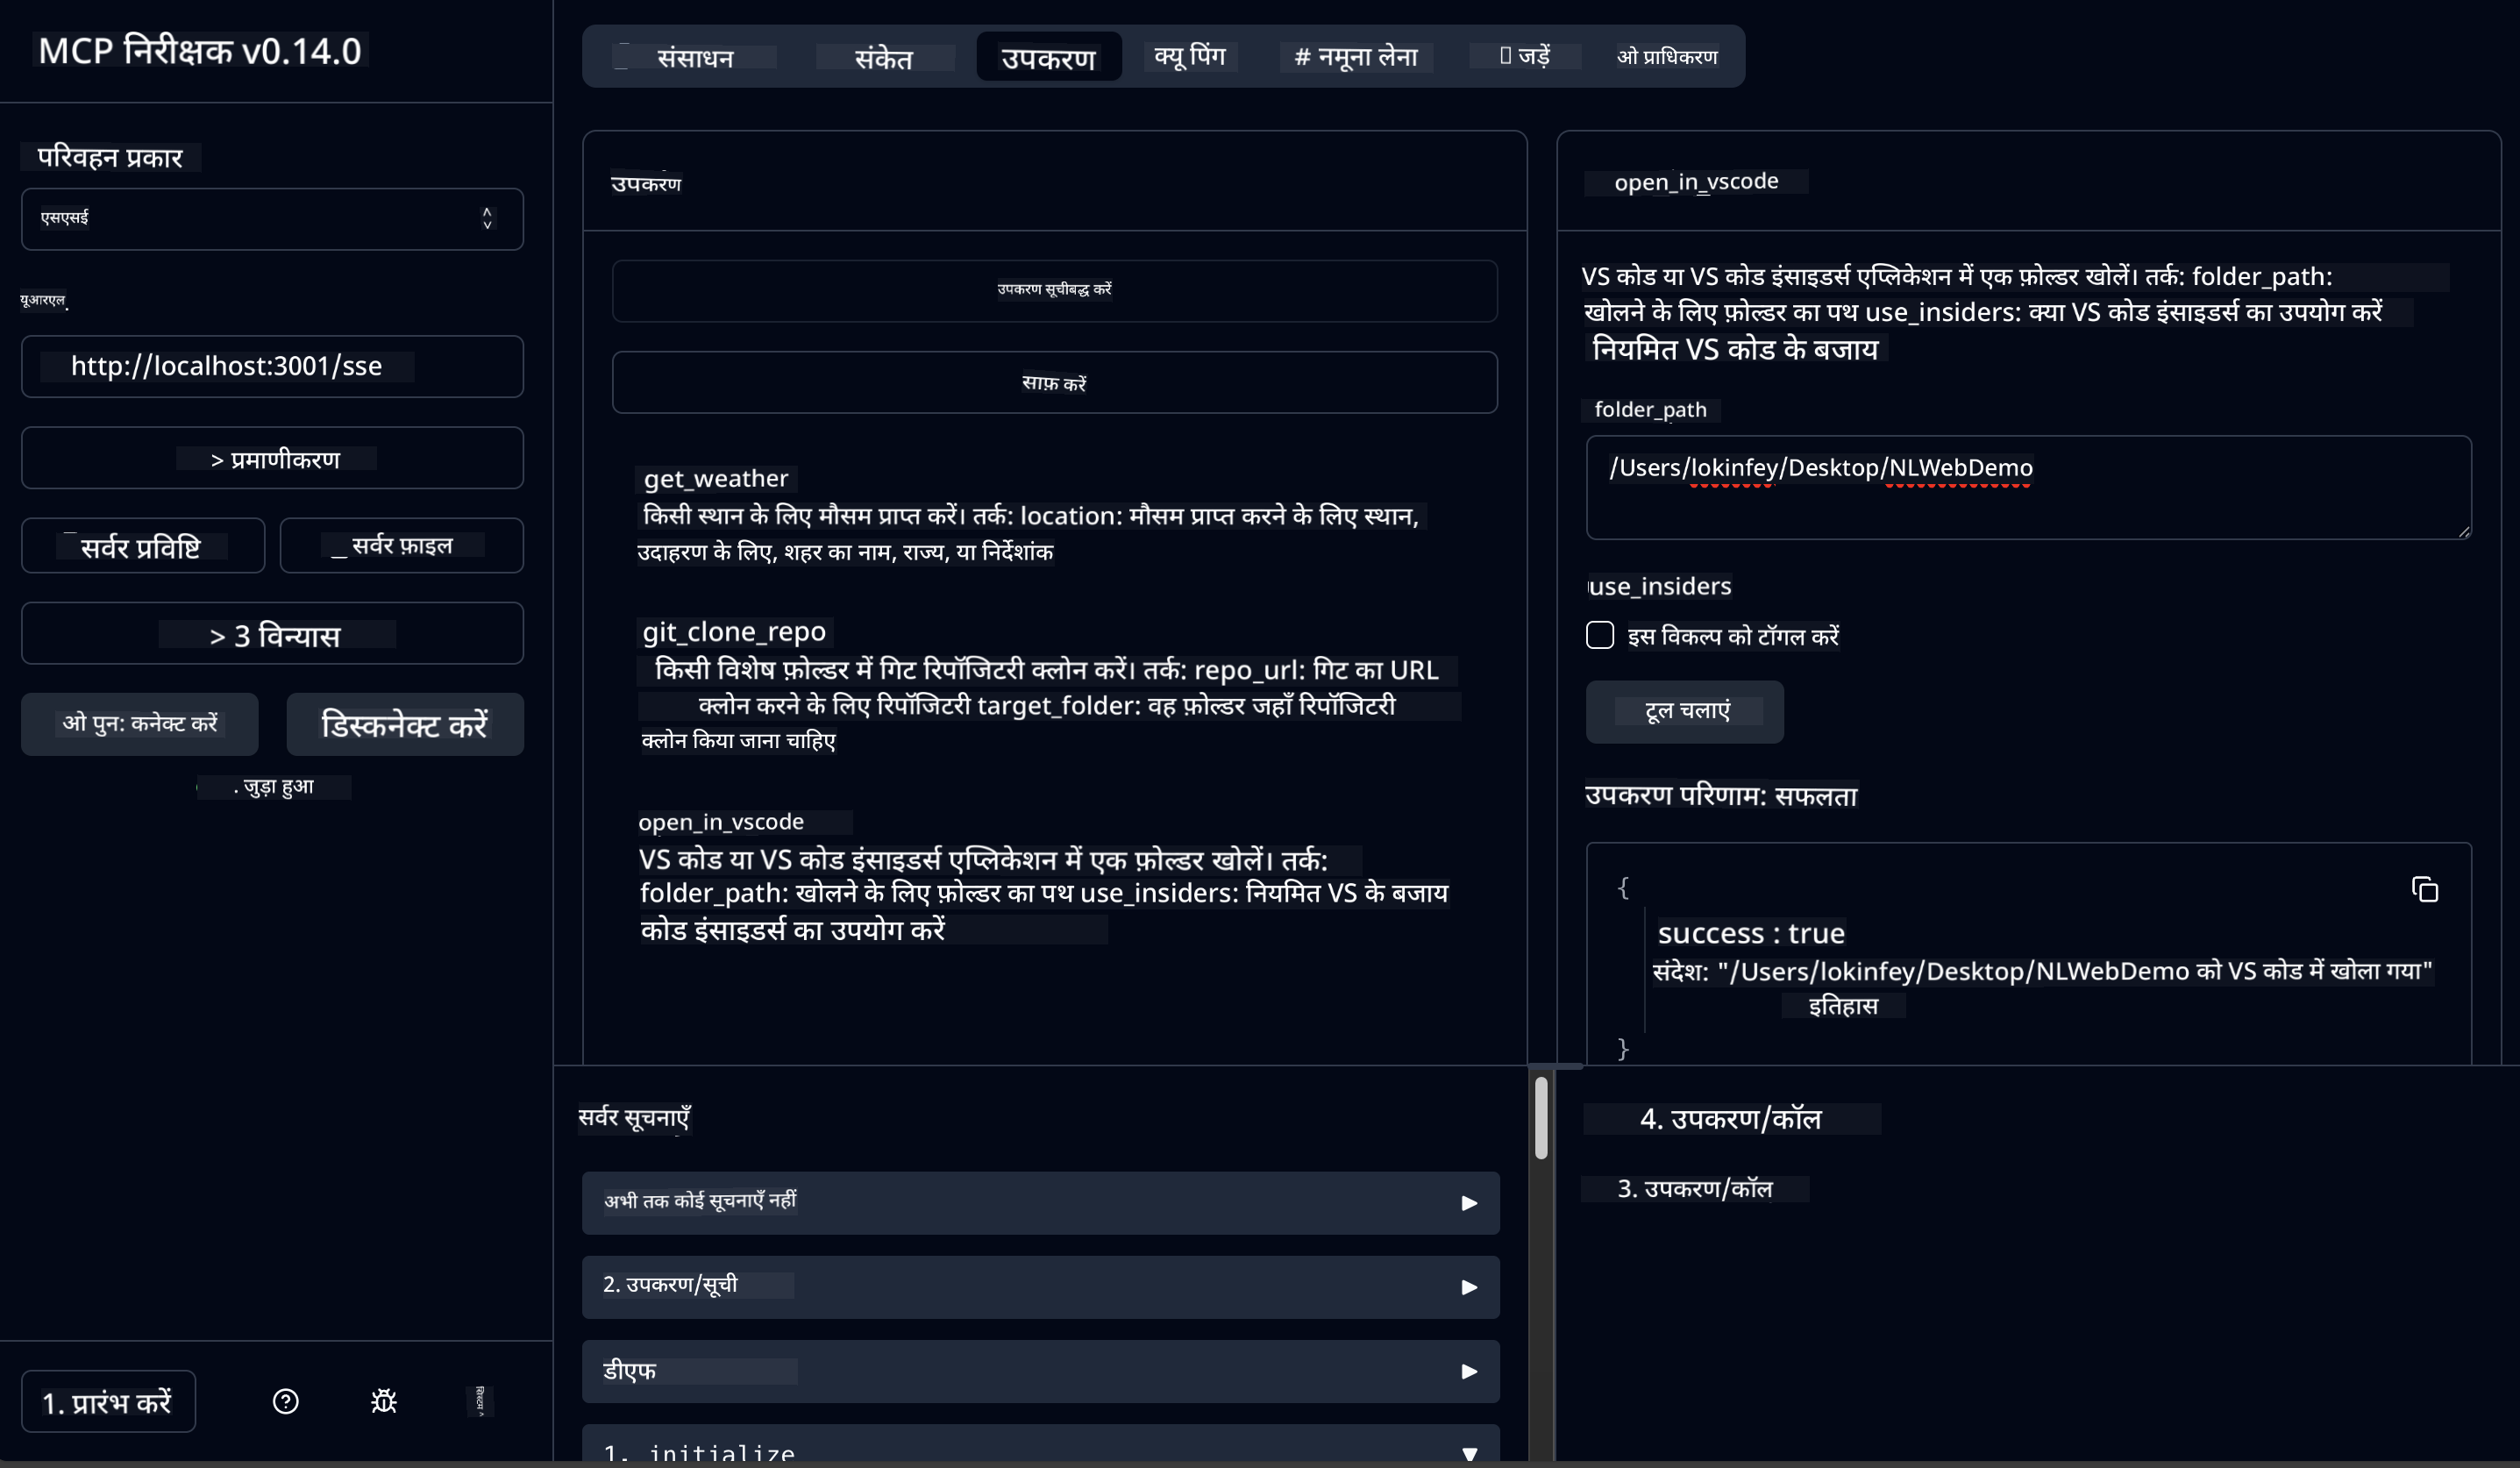 MCP निरीक्षक v0.14.0
परिवहन प्रकार
एसएसई
यूआरएल
http://localhost:3001/sse
> प्रमाणीकरण
सर्वर प्रविष्टि
_ सर्वर फ़ाइल
> 3 विन्यास
ओ पुन: कनेक्ट करें
डिस्कनेक्ट करें
. जुड़ा हुआ
1. प्रारंभ करें
संसाधन
संकेत
उपकरण
क्यू पिंग
# नमूना लेना
जड़ें
ओ प्राधिकरण
उपकरण
उपकरण सूचीबद्ध करें
साफ़ करें
get_weather
किसी स्थान के लिए मौसम प्राप्त करें। तर्क: location: मौसम प्राप्त करने के लिए स्थान,
उदाहरण के लिए, शहर का नाम, राज्य, या निर्देशांक
git_clone_repo
किसी विशेष फ़ोल्डर में गिट रिपॉजिटरी क्लोन करें। तर्क: repo_url: गिट का URL
क्लोन करने के लिए रिपॉजिटरी target_folder: वह फ़ोल्डर जहाँ रिपॉजिटरी
क्लोन किया जाना चाहिए
open_in_vscode
VS कोड या VS कोड इंसाइडर्स एप्लिकेशन में एक फ़ोल्डर खोलें। तर्क:
folder_path: खोलने के लिए फ़ोल्डर का पथ use_insiders: नियमित VS के बजाय
कोड इंसाइडर्स का उपयोग करें
open_in_vscode
VS कोड या VS कोड इंसाइडर्स एप्लिकेशन में एक फ़ोल्डर खोलें। तर्क: folder_path:
खोलने के लिए फ़ोल्डर का पथ use_insiders: क्या VS कोड इंसाइडर्स का उपयोग करें
नियमित VS कोड के बजाय
folder_path
/Users/lokinfey/Desktop/NLWebDemo
use_insiders
इस विकल्प को टॉगल करें
टूल चलाएं
उपकरण परिणाम: सफलता
{
success : true
संदेश: "/Users/lokinfey/Desktop/NLWebDemo को VS कोड में खोला गया"
इतिहास
}
सर्वर सूचनाएँ
अभी तक कोई सूचनाएँ नहीं
2. उपकरण/सूची
डीएफ
1. initialize
4. उपकरण/कॉल
3. उपकरण/कॉल